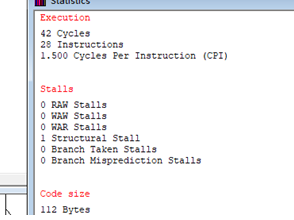 Statistics
Execution
42 Cycles
28 Instructions
1.500 Cycles Per Instruction (CPI)
Stalls
0 RAW Stalls
0 WAW Stalls
0 WAR Stalls
1 Structural Stall
0 Branch Taken Stalls
0 Branch Misprediction Stalls
Code size
112 Bytes